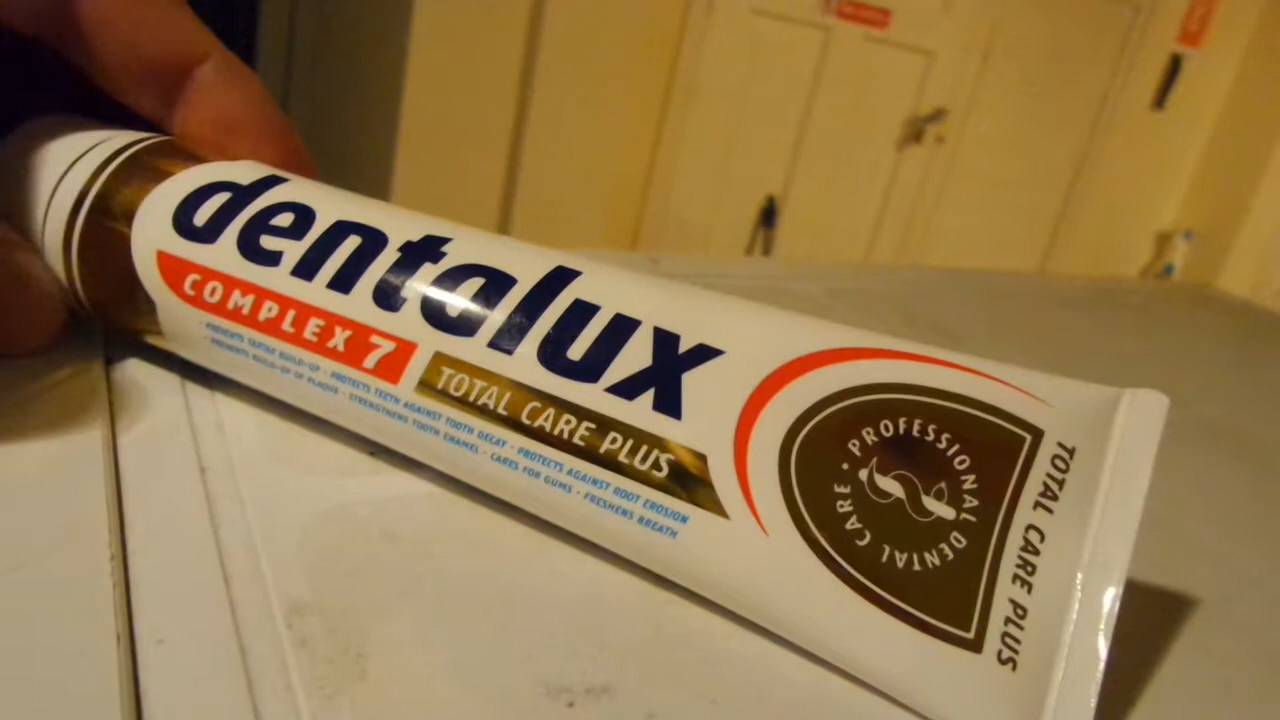 dentalux
COMPLEX 7
TOTAL CARE PLUS
· PREVENTS TARTAR BUILD-UP · PROTECTS TEETH AGAINST TOOTH DECAY · PROTECTS AGAINST ROOT EROSION
· PREVENTS BUILD-UP OF PLAQUE · STRENGTHENS TOOTH ENAMEL · CARES FOR GUMS · FRESHENS BREATH
PROFESSIONAL DENTAL CARE ·
TOTAL CARE PLUS